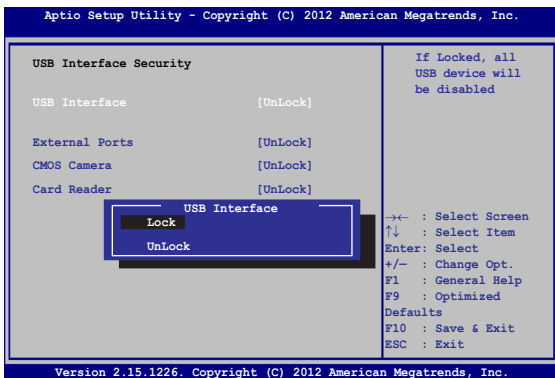 Aptio Setup Utility - Copyright (C) 2012 American Megatrends, Inc.
USB Interface Security
USB Interface [UnLock]
External Ports [UnLock]
CMOS Camera [UnLock]
Card Reader [UnLock]
USB Interface
Lock
UnLock
If Locked, all
USB device will
be disabled
→← : Select Screen
↑↓ : Select Item
Enter: Select
+/— : Change Opt.
F1 : General Help
F9 : Optimized
Defaults
F10 : Save & Exit
ESC : Exit
Version 2.15.1226. Copyright (C) 2012 American Megatrends, Inc.